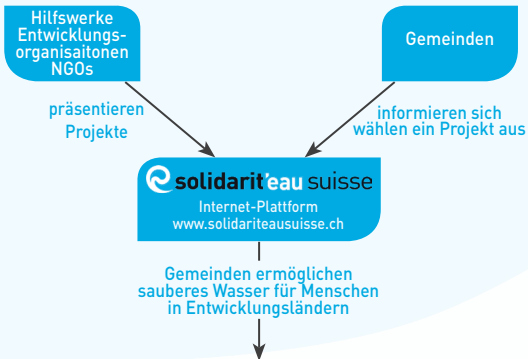 Hilfswerke
Entwicklungs-
organisaitonen
NGOs
Gemeinden
präsentieren
Projekte
informieren sich
wählen ein Projekt aus
solidarit'eau suisse
Internet-Plattform
www.solidariteausuisse.ch
Gemeinden ermöglichen
sauberes Wasser für Menschen
in Entwicklungsländern